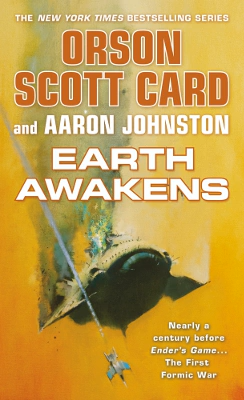 THE NEW YORK TIMES BESTSELLING SERIES
ORSON
SCOTT CARD
and AARON JOHNSTON
EARTH
AWAKENS
Nearly a
century before
Ender's Game...
The First
Formic War